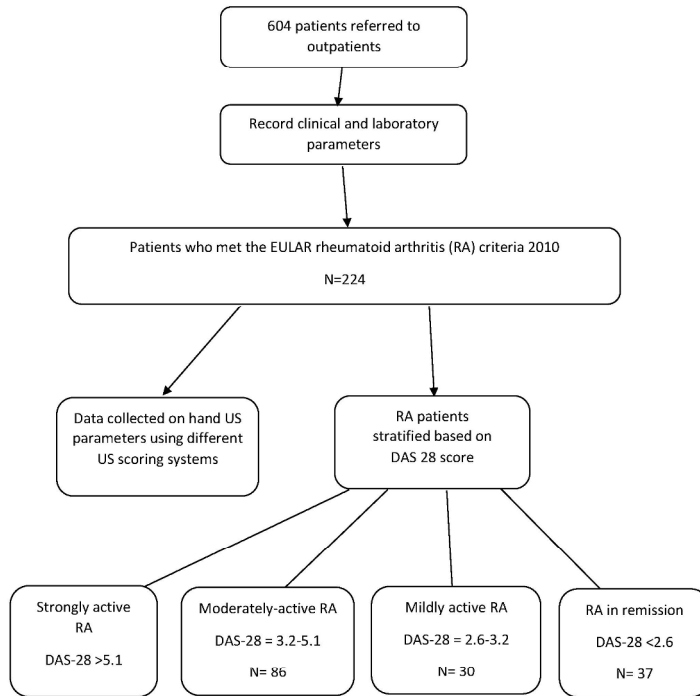 604 patients referred to
outpatients
Record clinical and laboratory
parameters
Patients who met the EULAR rheumatoid arthritis (RA) criteria 2010
N=224
Data collected on hand US
parameters using different
US scoring systems
RA patients
stratified based on
DAS 28 score
Strongly active
RA
DAS-28 >5.1
Moderately-active RA
DAS-28 = 3.2-5.1
N= 86
Mildly active RA
DAS-28 = 2.6-3.2
N= 30
RA in remission
DAS-28 <2.6
N= 37